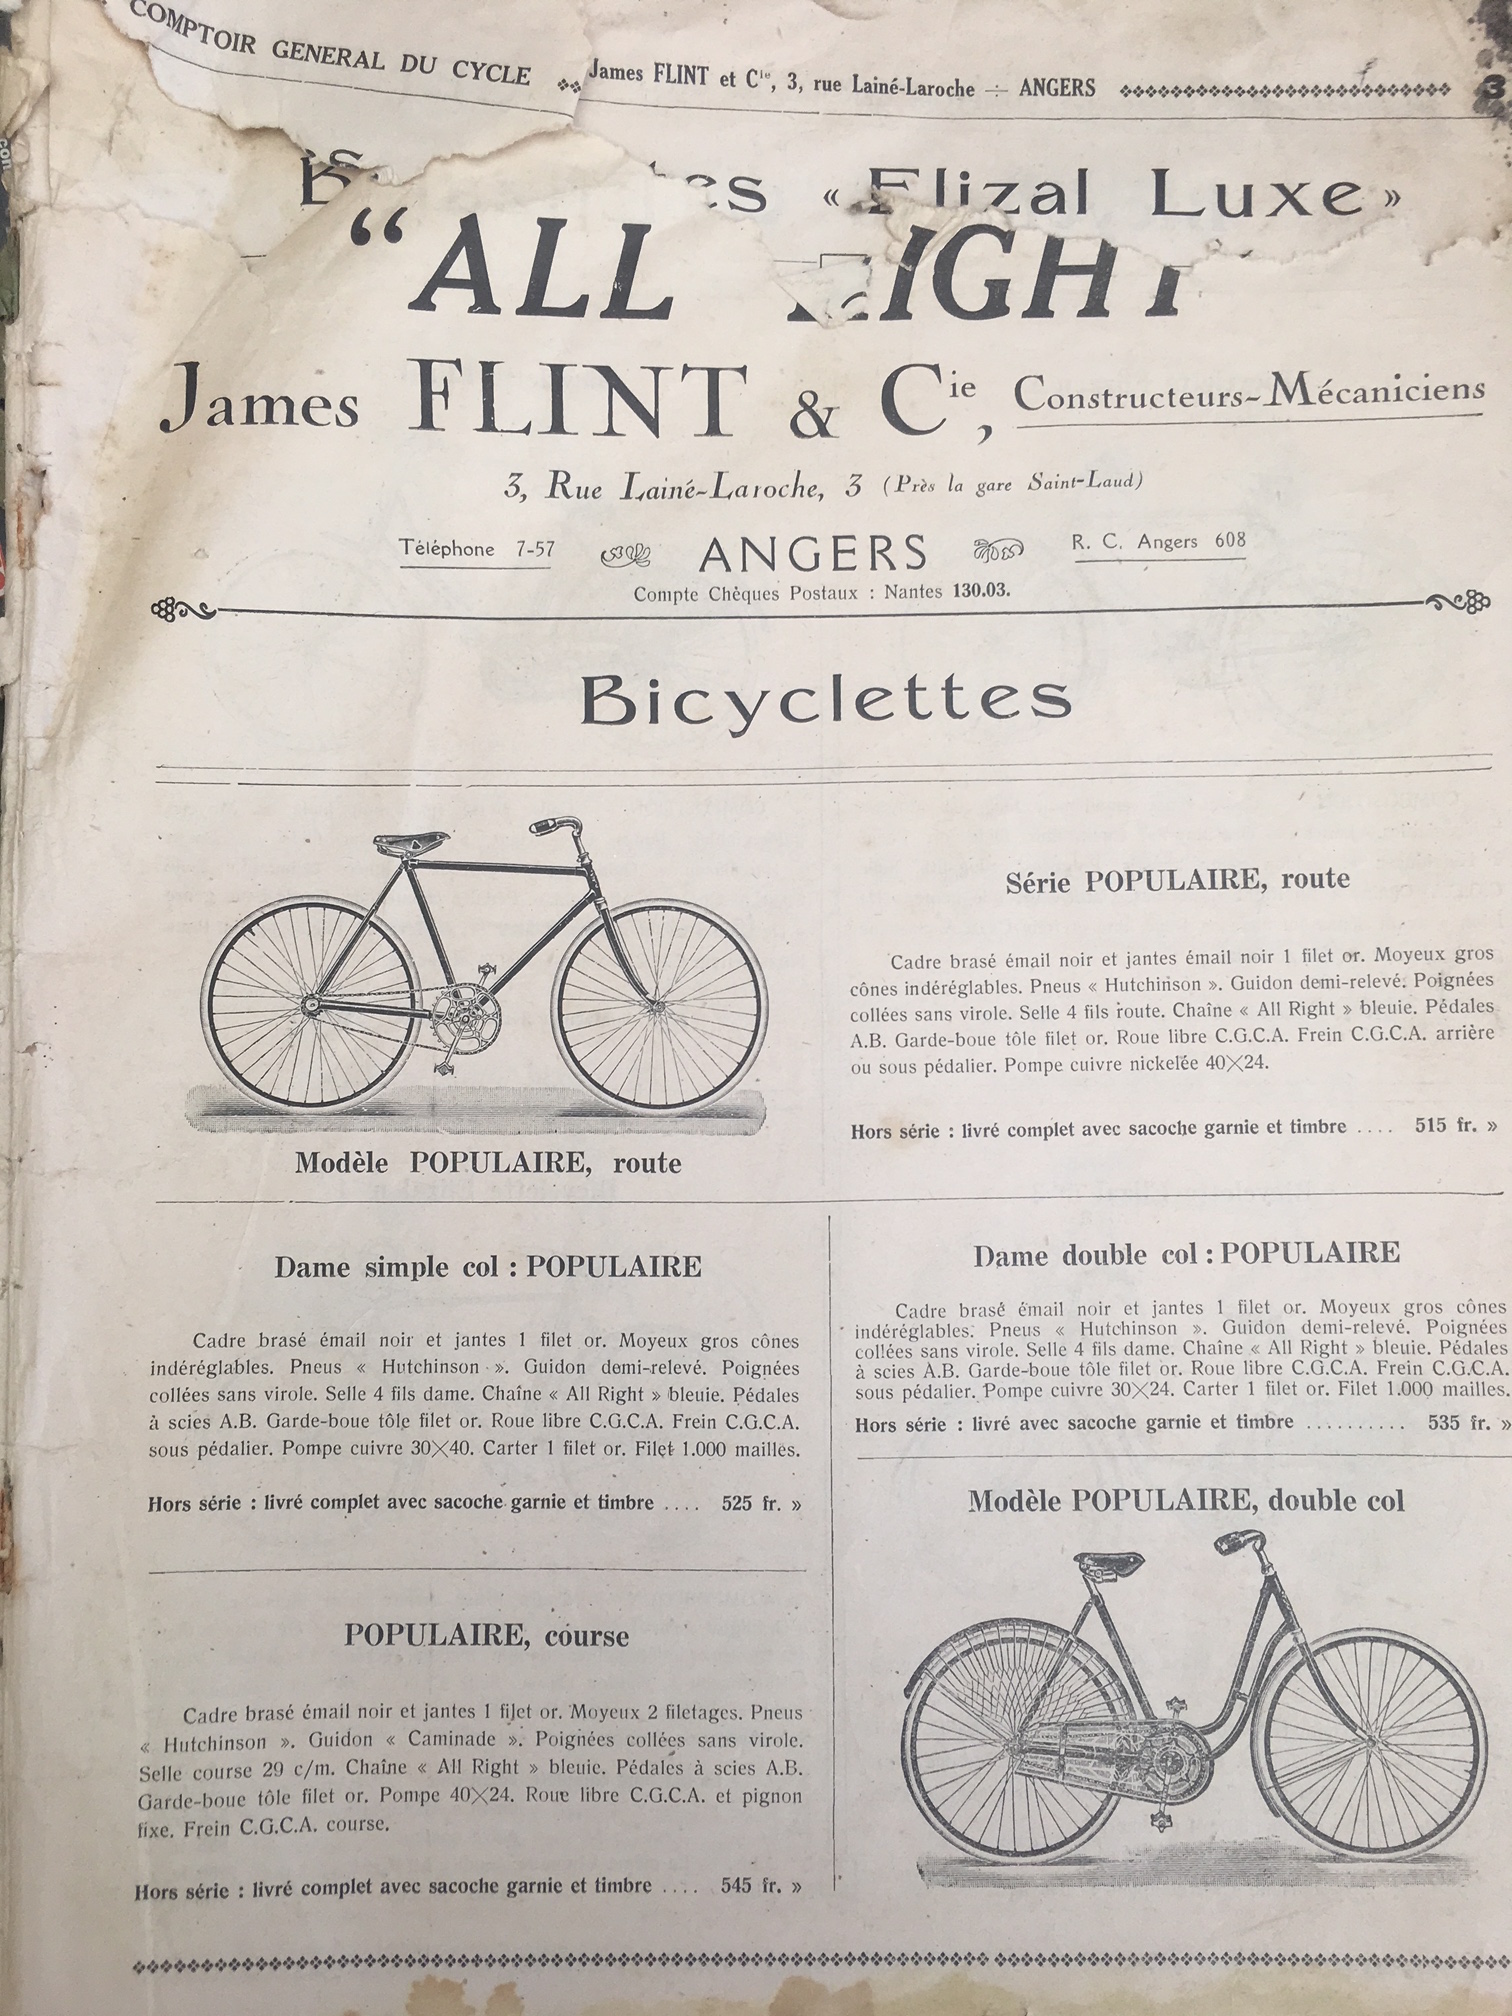 COMPTOIR GENERAL DU CYCLE James FLINT et Cie, 3, rue Lainé-Laroche ÷ ANGERS 3
« Elizal Luxe »
“ALL RIGHT
James FLINT & Cie, Constructeurs-Mécaniciens
3, Rue Lainé-Laroche, 3 (Près la gare Saint-Laud)
Téléphone 7-57 ANGERS R. C. Angers 608
Compte Chèques Postaux : Nantes 130.03.
Bicyclettes
Modèle POPULAIRE, route
Série POPULAIRE, route
Cadre brasé émail noir et jantes émail noir 1 filet or. Moyeux gros
cônes indéréglables. Pneus « Hutchinson ». Guidon demi-relevé. Poignées
collées sans virole. Selle 4 fils route. Chaîne « All Right » bleuie. Pédales
A.B. Garde-boue tôle filet or. Roue libre C.G.C.A. Frein C.G.C.A. arrière
ou sous pédalier. Pompe cuivre nickelée 40×24.
Hors série : livré complet avec sacoche garnie et timbre .... 515 fr. »
Dame simple col : POPULAIRE
Cadre brasé émail noir et jantes 1 filet or. Moyeux gros cônes
indéréglables. Pneus « Hutchinson ». Guidon demi-relevé. Poignées
collées sans virole. Selle 4 fils dame. Chaîne « All Right » bleuie. Pédales
à scies A.B. Garde-boue tôle filet or. Roue libre C.G.C.A. Frein C.G.C.A.
sous pédalier. Pompe cuivre 30×40. Carter 1 filet or. Filet 1.000 mailles.
Hors série : livré complet avec sacoche garnie et timbre .... 525 fr. »
POPULAIRE, course
Cadre brasé émail noir et jantes 1 filet or. Moyeux 2 filetages. Pneus
« Hutchinson ». Guidon « Caminade ». Poignées collées sans virole.
Selle course 29 c/m. Chaîne « All Right » bleuie. Pédales à scies A.B.
Garde-boue tôle filet or. Pompe 40×24. Roue libre C.G.C.A. et pignon
fixe. Frein C.G.C.A. course.
Hors série : livré complet avec sacoche garnie et timbre .... 545 fr. »
Dame double col : POPULAIRE
Cadre brasé émail noir et jantes 1 filet or. Moyeux gros cônes
indéréglables. Pneus « Hutchinson ». Guidon demi-relevé. Poignées
collées sans virole. Selle 4 fils dame. Chaîne « All Right » bleuie. Pédales
à scies A.B. Garde-boue tôle filet or. Roue libre C.G.C.A. Frein C.G.C.A.
sous pédalier. Pompe cuivre 30×24. Carter 1 filet or. Filet 1.000 mailles.
Hors série : livré avec sacoche garnie et timbre .......... 535 fr. »
Modèle POPULAIRE, double col